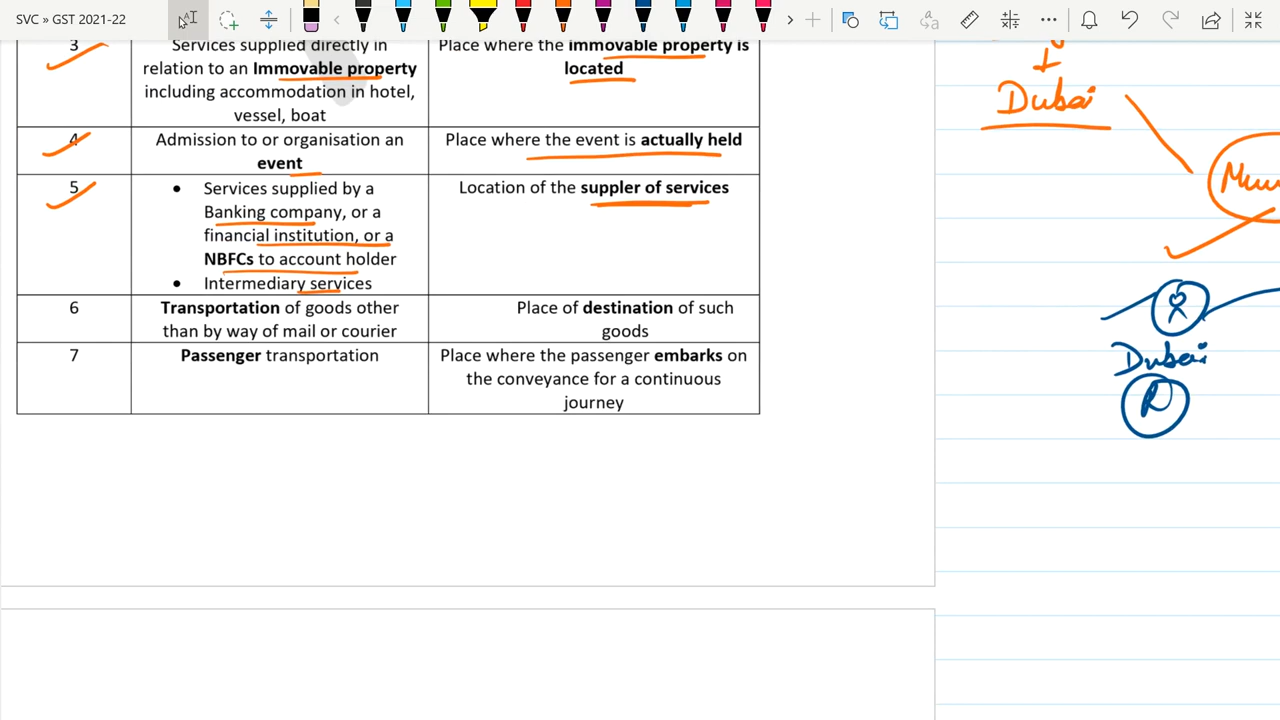 SVC » GST 2021-22
3
Services supplied directly in
relation to an Immovable property
including accommodation in hotel,
vessel, boat
Place where the immovable property is
located
4
Admission to or organisation an
event
Place where the event is actually held
5
• Services supplied by a
Banking company, or a
financial institution, or a
NBFCs to account holder
• Intermediary services
Location of the suppler of services
6
Transportation of goods other
than by way of mail or courier
Place of destination of such
goods
7
Passenger transportation
Place where the passenger embarks on
the conveyance for a continuous
journey
Dubai
Dubai
R